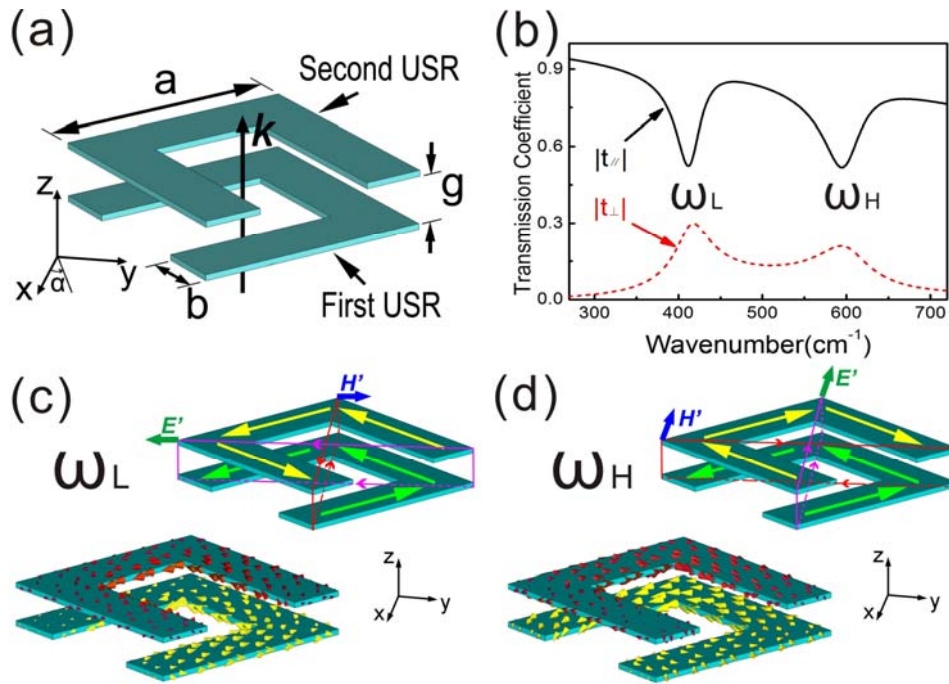 (a)
a
Second USR
k
g
z
y
x
α
b
First USR
(b)
Transmission Coefficient
0.9
0.6
0.3
0.0
|t∥|
|t⊥|
ωL
ωH
300 400 500 600 700
Wavenumber(cm⁻¹)
(c)
H'
E'
ωL
z
x
y
(d)
E'
H'
ωH
z
x
y